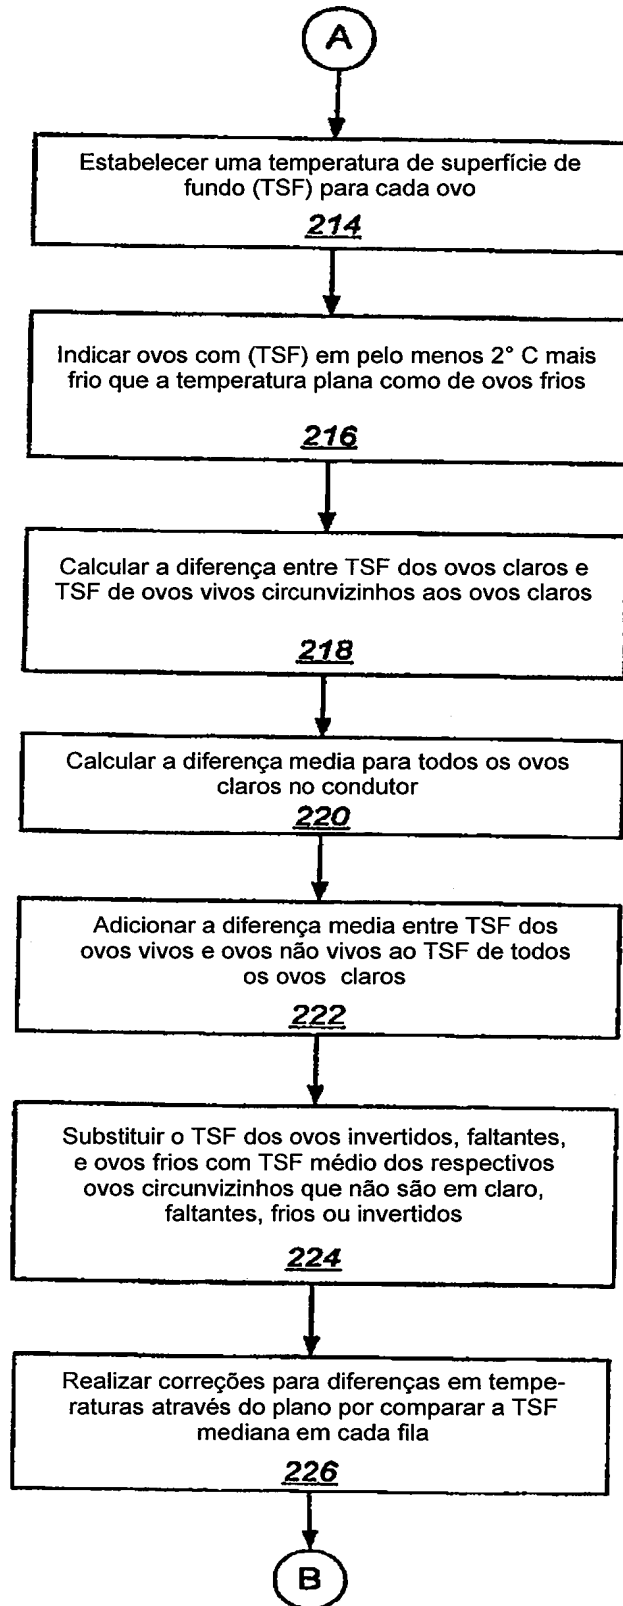 A
Estabelecer uma temperatura de superfície de
fundo (TSF) para cada ovo
214
Indicar ovos com (TSF) em pelo menos 2° C mais
frio que a temperatura plana como de ovos frios
216
Calcular a diferença entre TSF dos ovos claros e
TSF de ovos vivos circunvizinhos aos ovos claros
218
Calcular a diferença media para todos os ovos
claros no condutor
220
Adicionar a diferença media entre TSF dos
ovos vivos e ovos não vivos ao TSF de todos
os ovos claros
222
Substituir o TSF dos ovos invertidos, faltantes,
e ovos frios com TSF médio dos respectivos
ovos circunvizinhos que não são em claro,
faltantes, frios ou invertidos
224
Realizar correções para diferenças em tempe-
raturas através do plano por comparar a TSF
mediana em cada fila
226
B